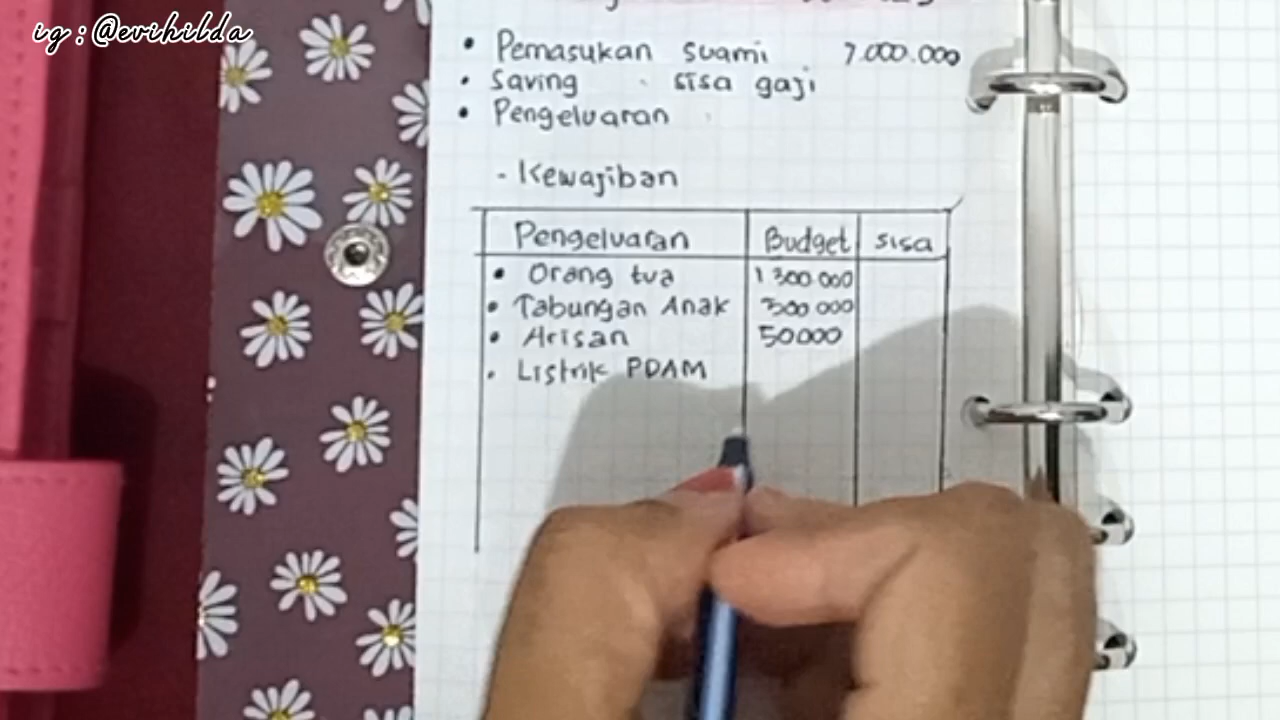 ig : @evihilda
• Pemasukan suami 7.000.000
• Saving sisa gaji
• Pengeluaran
- Kewajiban
Pengeluaran Budget sisa
• Orang tua 1 300.000
• Tabungan Anak 300 000
• Arisan 50000
• Listrik PDAM